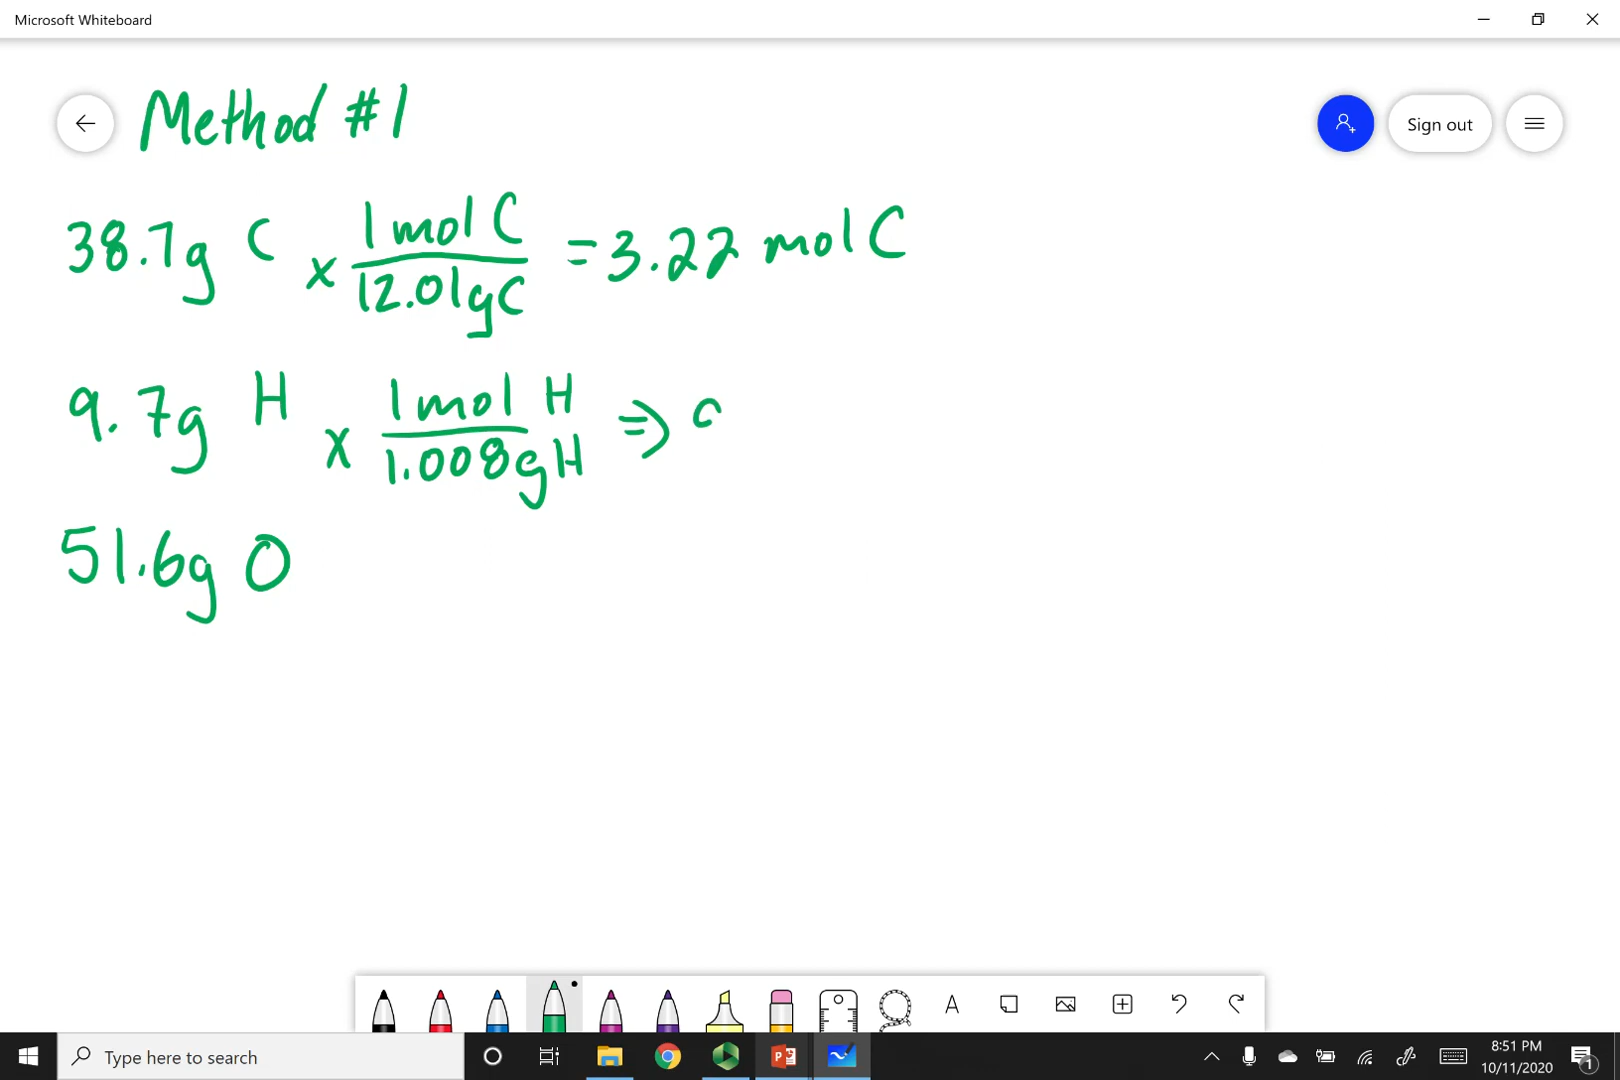 Microsoft Whiteboard
Method #1
Sign out
38.7g C x 1 mol C / 12.01g C = 3.22 mol C
9.7g H x 1 mol H / 1.008g H =>
51.6g O
A
Type here to search
8:51 PM
10/11/2020
1